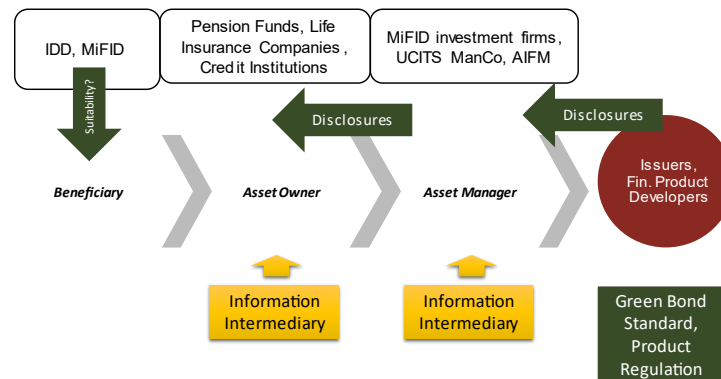 IDD, MiFID
Pension Funds, Life
Insurance Companies,
Credit Institutions
MiFID investment firms,
UCITS ManCo, AIFM
Suitability?
Disclosures
Disclosures
Beneficiary
Asset Owner
Asset Manager
Issuers,
Fin. Product
Developers
Information
Intermediary
Information
Intermediary
Green Bond
Standard,
Product
Regulation